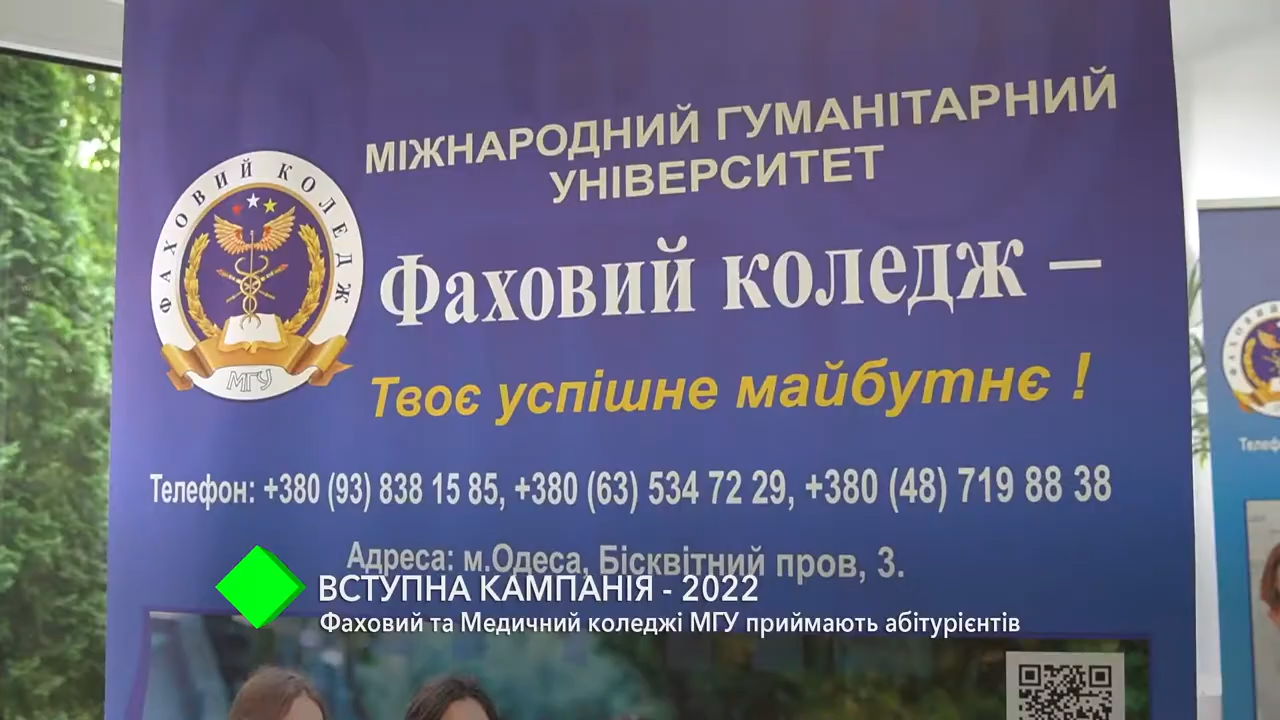 МІЖНАРОДНИЙ ГУМАНІТАРНИЙ
УНІВЕРСИТЕТ
ФАХОВИЙ КОЛЕДЖ
МГУ
Фаховий коледж –
Твоє успішне майбутнє !
Телефон: +380 (93) 838 15 85, +380 (63) 534 72 29, +380 (48) 719 88 38
Адреса: м.Одеса, Бісквітний пров, 3.
ВСТУПНА КАМПАНІЯ - 2022
Фаховий та Медичний коледжі МГУ приймають абітурієнтів